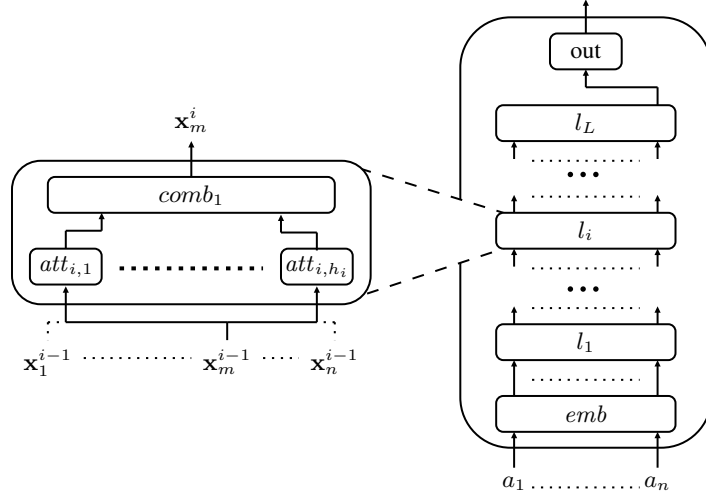 out
l_L
x_m^i
comb_1
l_i
att_{i,1} att_{i,h_i}
l_1
x_1^{i-1} x_m^{i-1} x_n^{i-1}
emb
a_1 a_n